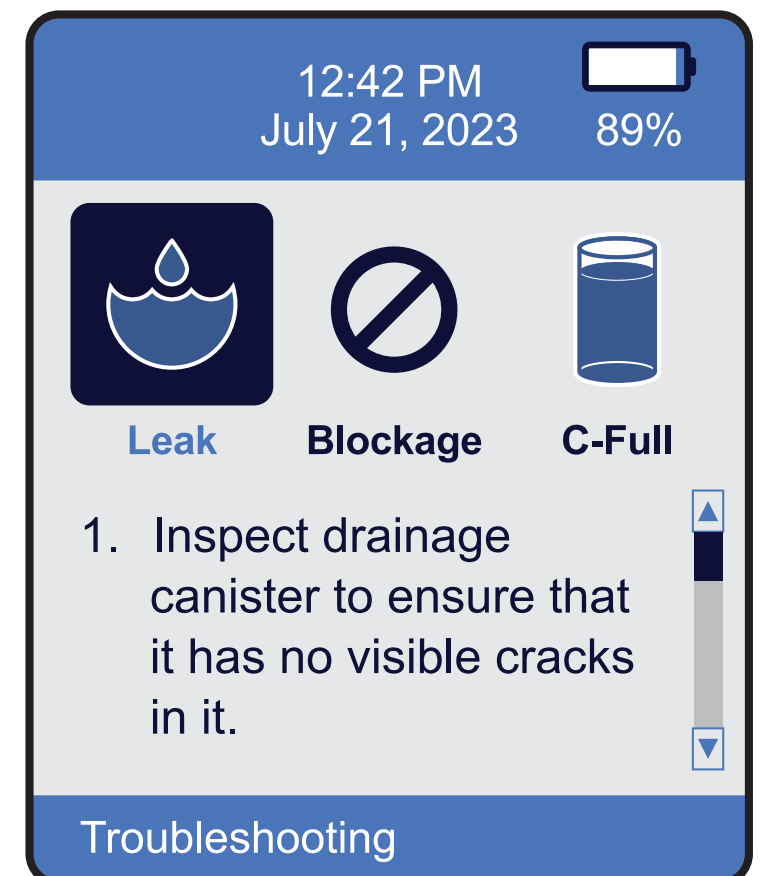 12:42 PM
July 21, 2023
89%
Leak
Blockage
C-Full
1. Inspect drainage
canister to ensure that
it has no visible cracks
in it.
Troubleshooting